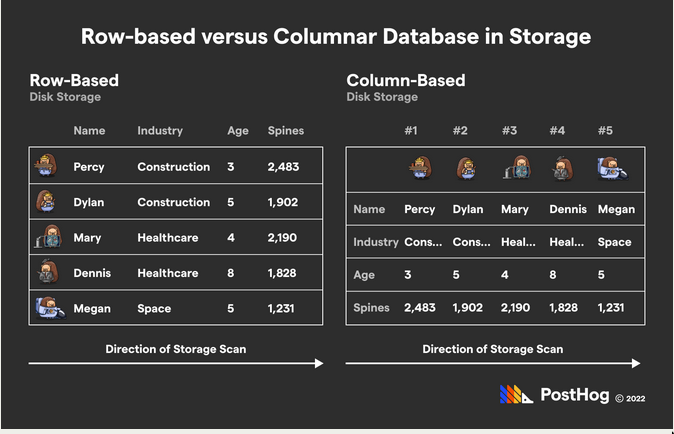 Row-based versus Columnar Database in Storage
Row-Based
Disk Storage
Name Industry Age Spines
Percy Construction 3 2,483
Dylan Construction 5 1,902
Mary Healthcare 4 2,190
Dennis Healthcare 8 1,828
Megan Space 5 1,231
Direction of Storage Scan
Column-Based
Disk Storage
#1 #2 #3 #4 #5
Name Percy Dylan Mary Dennis Megan
Industry Cons... Cons... Heal... Heal... Space
Age 3 5 4 8 5
Spines 2,483 1,902 2,190 1,828 1,231
Direction of Storage Scan
PostHog © 2022